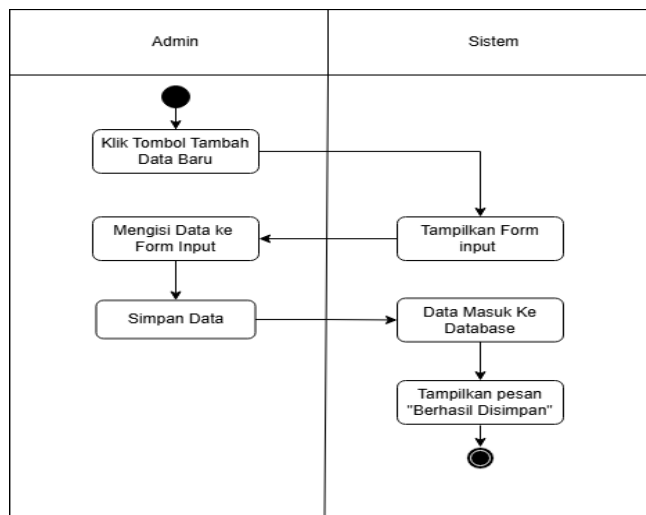 Admin
Sistem
Klik Tombol Tambah
Data Baru
Mengisi Data ke
Form Input
Tampilkan Form
input
Simpan Data
Data Masuk Ke
Database
Tampilkan pesan
"Berhasil Disimpan"